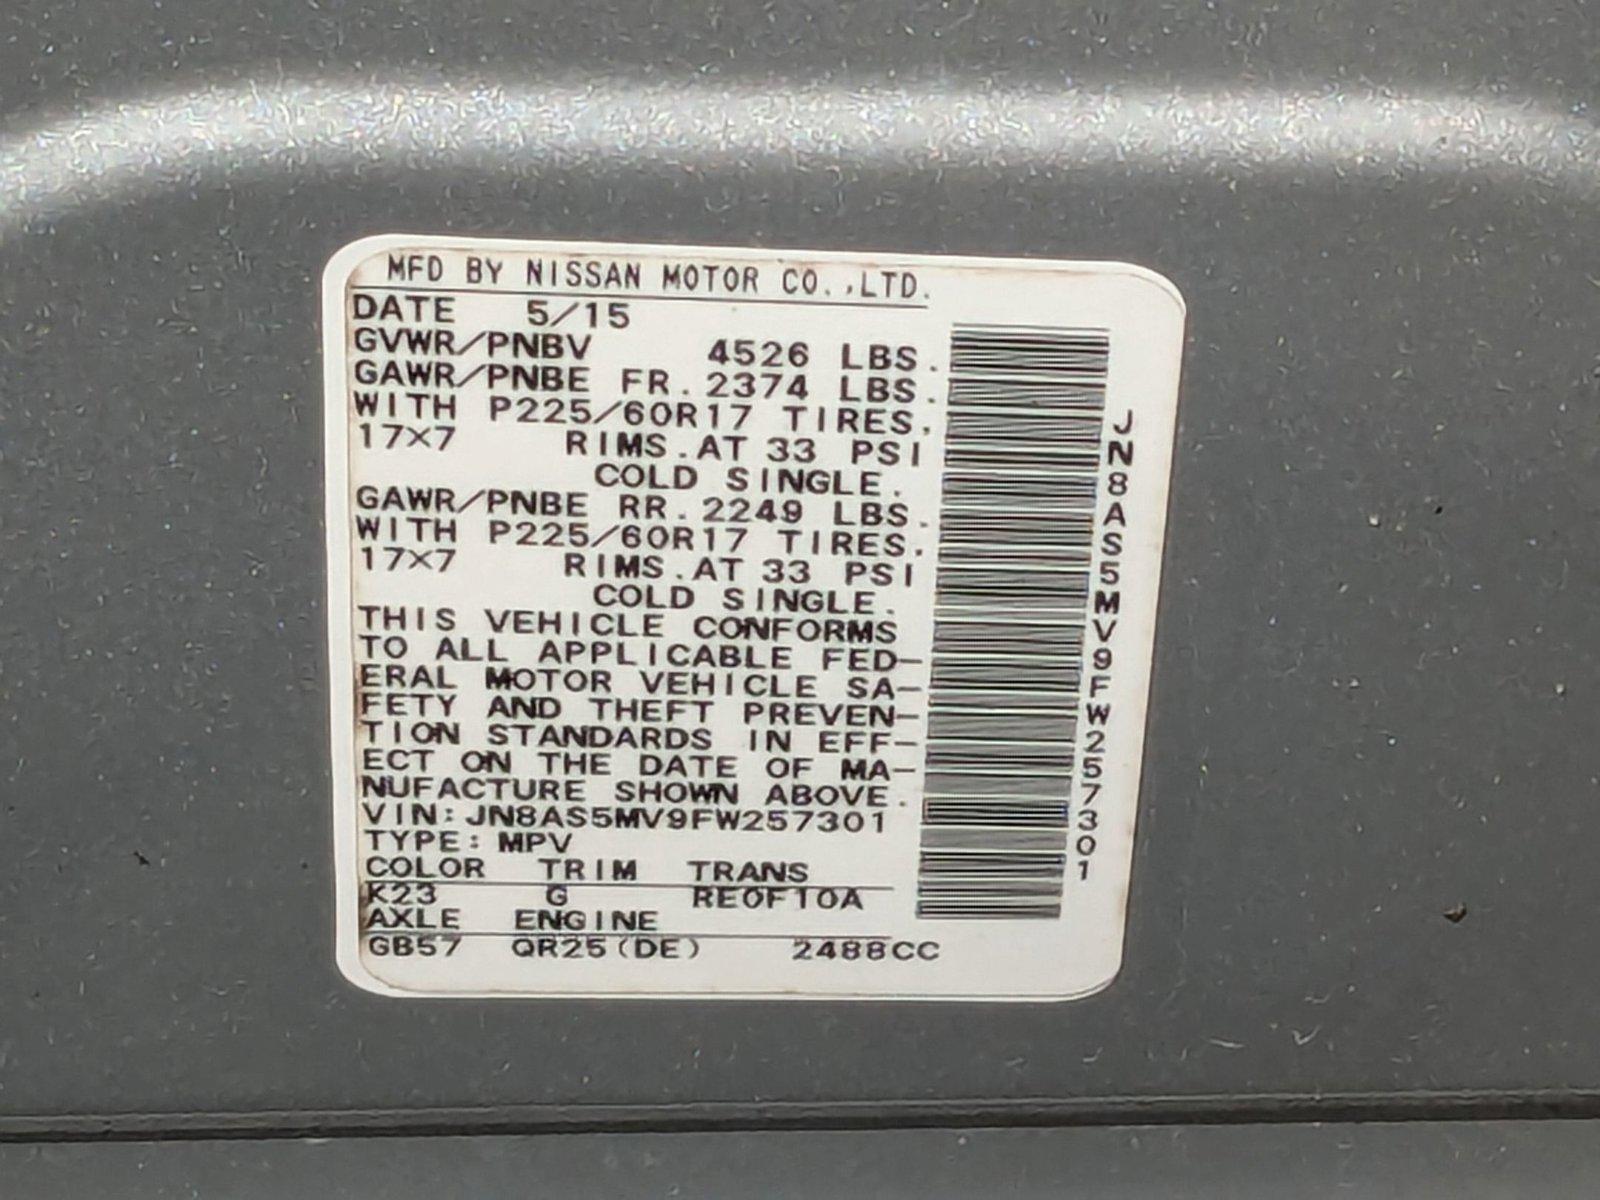 MFD BY NISSAN MOTOR CO.,LTD.
DATE 5/15
GVWR/PNBV 4526 LBS.
GAWR/PNBE FR. 2374 LBS.
WITH P225/60R17 TIRES.
17X7 RIMS.AT 33 PSI
COLD SINGLE.
GAWR/PNBE RR. 2249 LBS.
WITH P225/60R17 TIRES.
17X7 RIMS.AT 33 PSI
COLD SINGLE.
THIS VEHICLE CONFORMS
TO ALL APPLICABLE FED-
ERAL MOTOR VEHICLE SA-
FETY AND THEFT PREVEN-
TION STANDARDS IN EFF-
ECT ON THE DATE OF MA-
NUFACTURE SHOWN ABOVE.
VIN:JN8AS5MV9FW257301
TYPE:MPV
COLOR TRIM TRANS
K23 G RE0F10A
AXLE ENGINE
GB57 QR25(DE) 2488CC
JN8AS5MV9FW257301